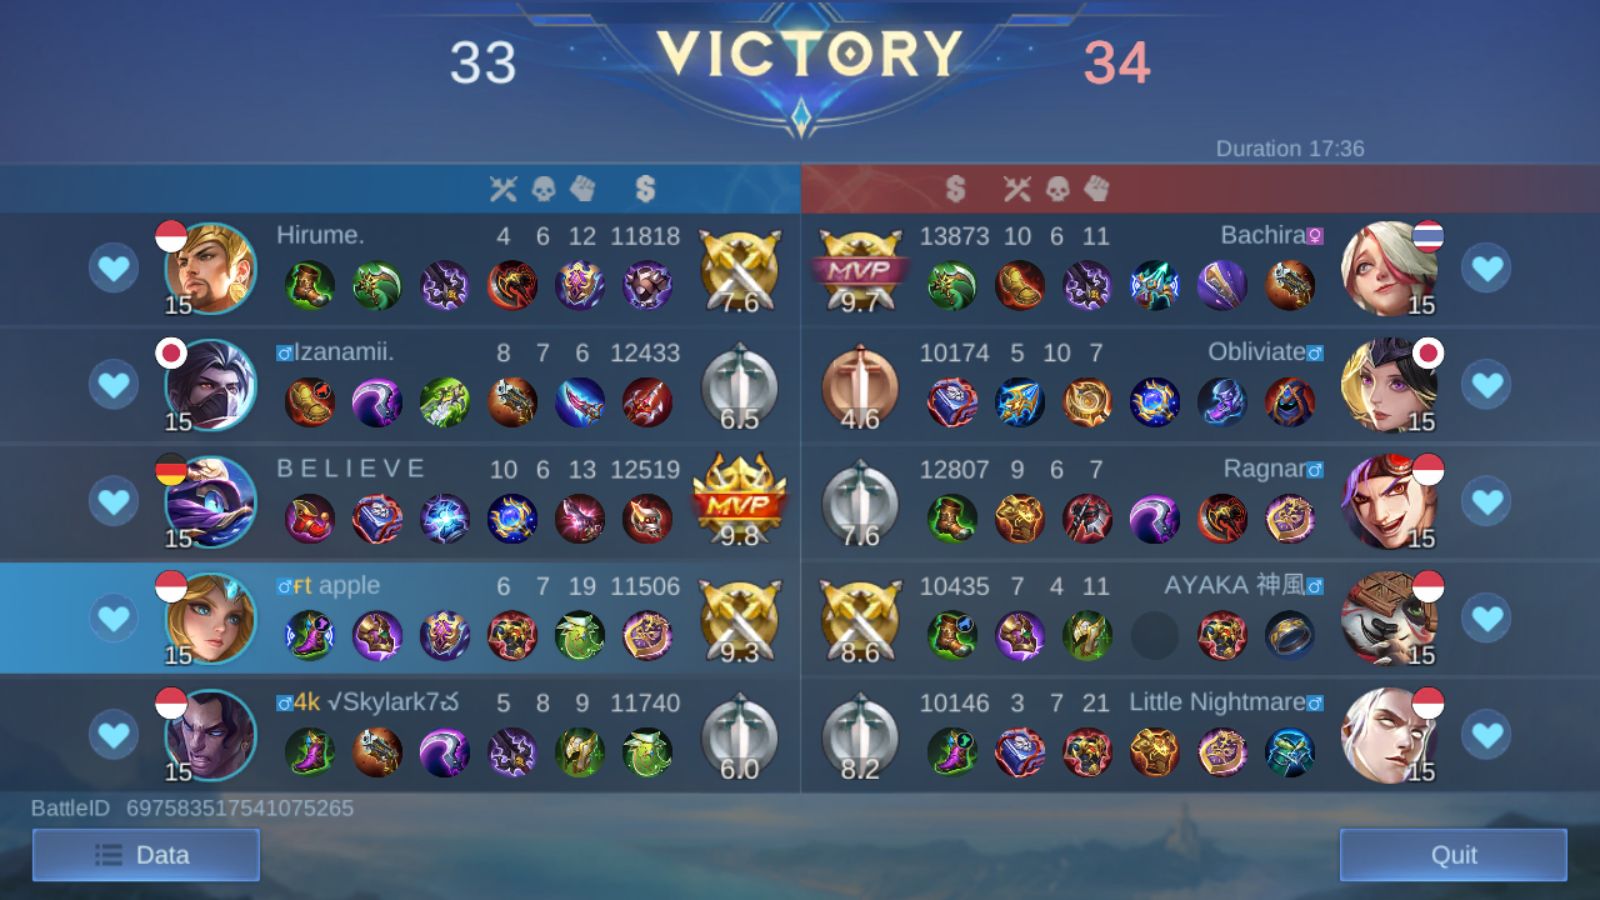 33 VICTORY 34
Duration 17:36
Hirume. 4 6 12 11818
15 7.6
13873 10 6 11 Bachira♀
MVP 9.7 15
♂Izanamii. 8 7 6 12433
15 6.5
10174 5 10 7 Obliviate♂
4.6 15
B E L I E V E 10 6 13 12519
15 MVP 9.8
12807 9 6 7 Ragnar♂
7.6 15
♂ apple 6 7 19 11506
15 9.3
10435 7 4 11 AYAKA 神風♂
8.6 15
♂4k √Skylark7 5 8 9 11740
15 6.0
10146 3 7 21 Little Nightmare♂
8.2 15
BattleID 697583517541075265
Data
Quit